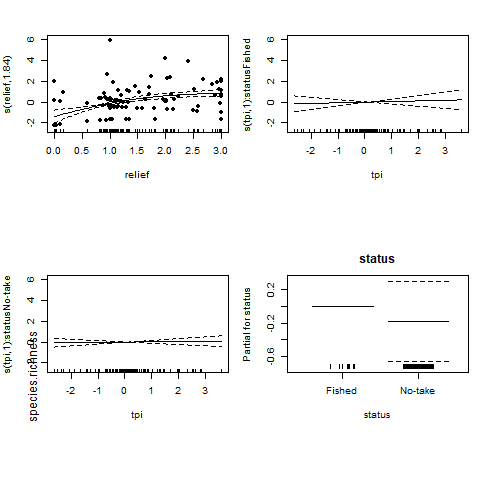 s(relief,1.84)
6
4
2
0
-2
0.0 0.5 1.0 1.5 2.0 2.5 3.0
relief
s(tpi,1):statusFished
6
4
2
0
-2
-2 -1 0 1 2 3
tpi
s(tpi,1):statusNo-take
6
4
2
0
-2
-2 -1 0 1 2 3
tpi
species.richness
status
Partial for status
0.2
-0.2
-0.6
Fished No-take
status